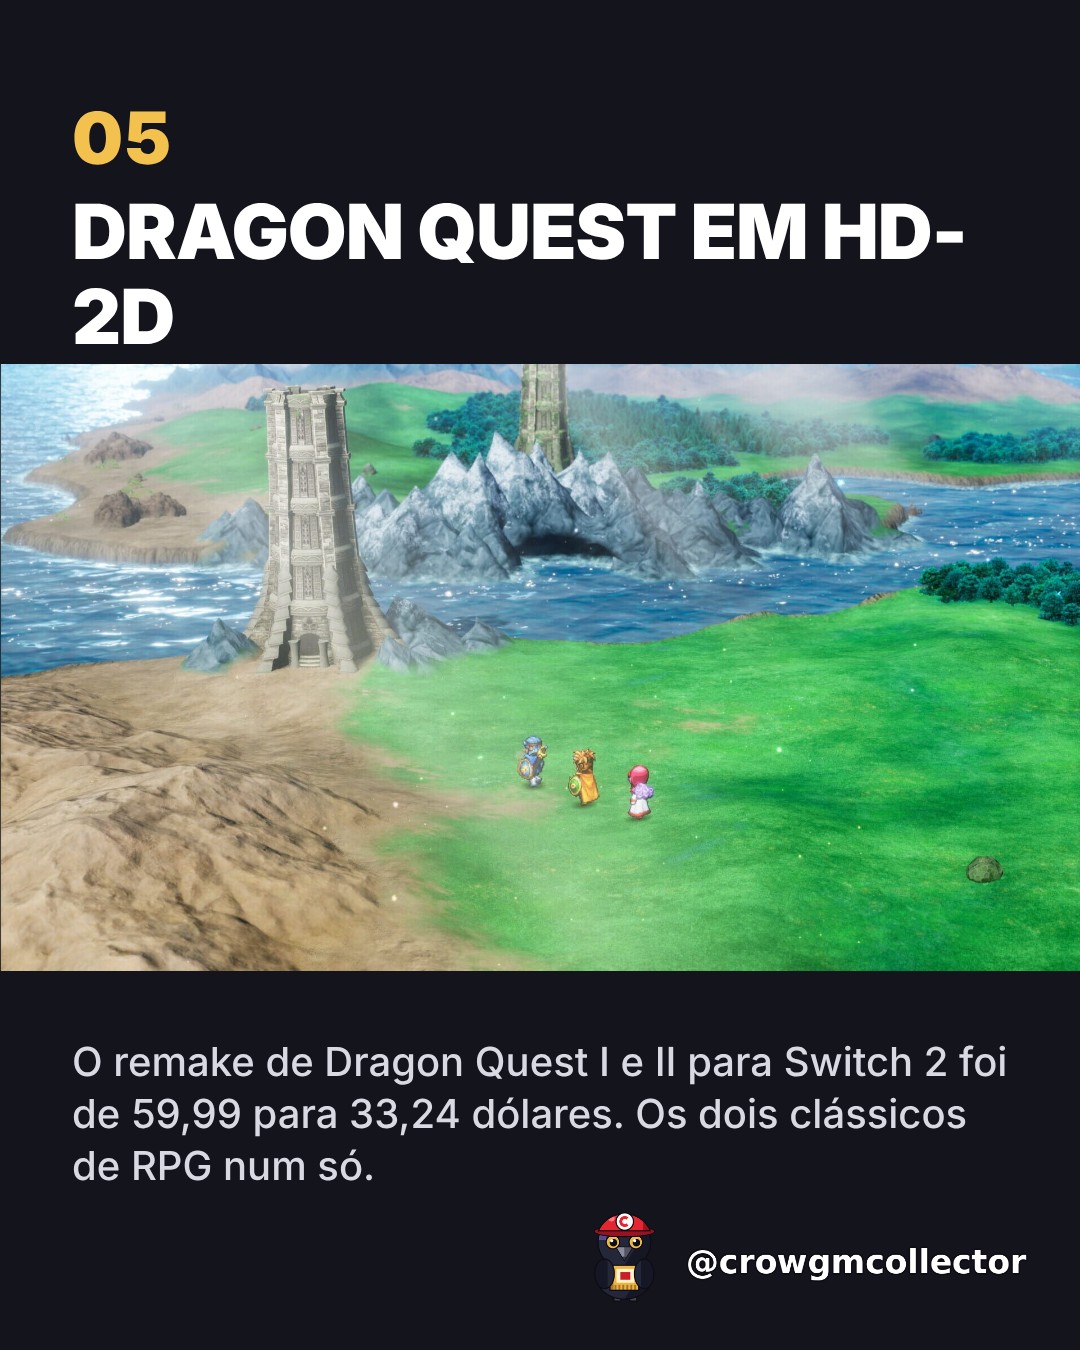 05
DRAGON QUEST EM HD-
2D
O remake de Dragon Quest I e II para Switch 2 foi
de 59,99 para 33,24 dólares. Os dois clássicos
de RPG num só.
C
@crowgmcollector